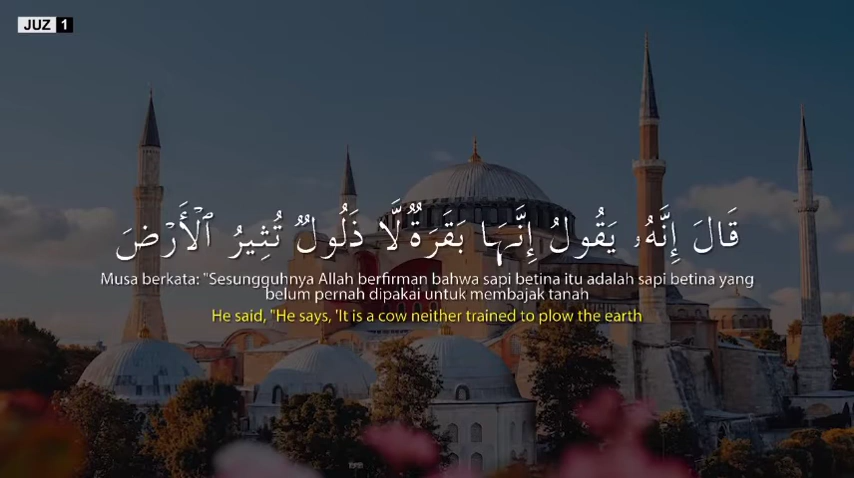 JUZ 1
قَالَ إِنَّهُۥ يَقُولُ إِنَّهَا بَقَرَةٌ لَّا ذَلُولٌ تُثِيرُ ٱلْأَرْضَ
Musa berkata: "Sesungguhnya Allah berfirman bahwa sapi betina itu adalah sapi betina yang
belum pernah dipakai untuk membajak tanah
He said, "He says, 'It is a cow neither trained to plow the earth